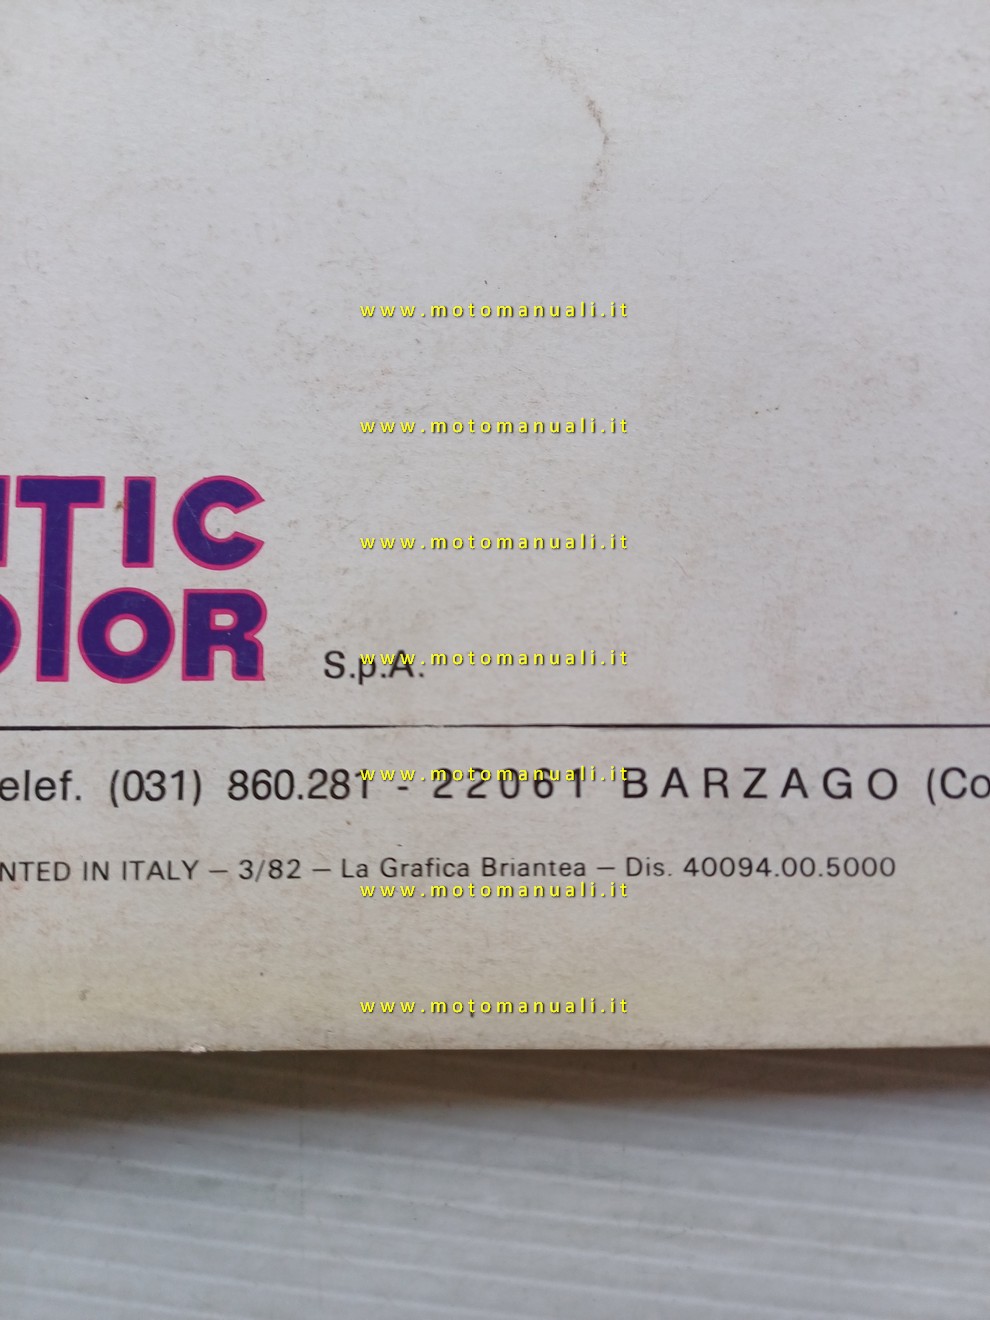 www.motomanuali.it
www.motomanuali.it
NTIC
www.motomanuali.it
OTOR
S.p.A.
www.motomanuali.it
elef. (031) 860.281 - 22061 BARZAGO (Co
www.motomanuali.it
NTED IN ITALY – 3/82 – La Grafica Briantea – Dis. 40094.00.5000
www.motomanuali.it
www.motomanuali.it